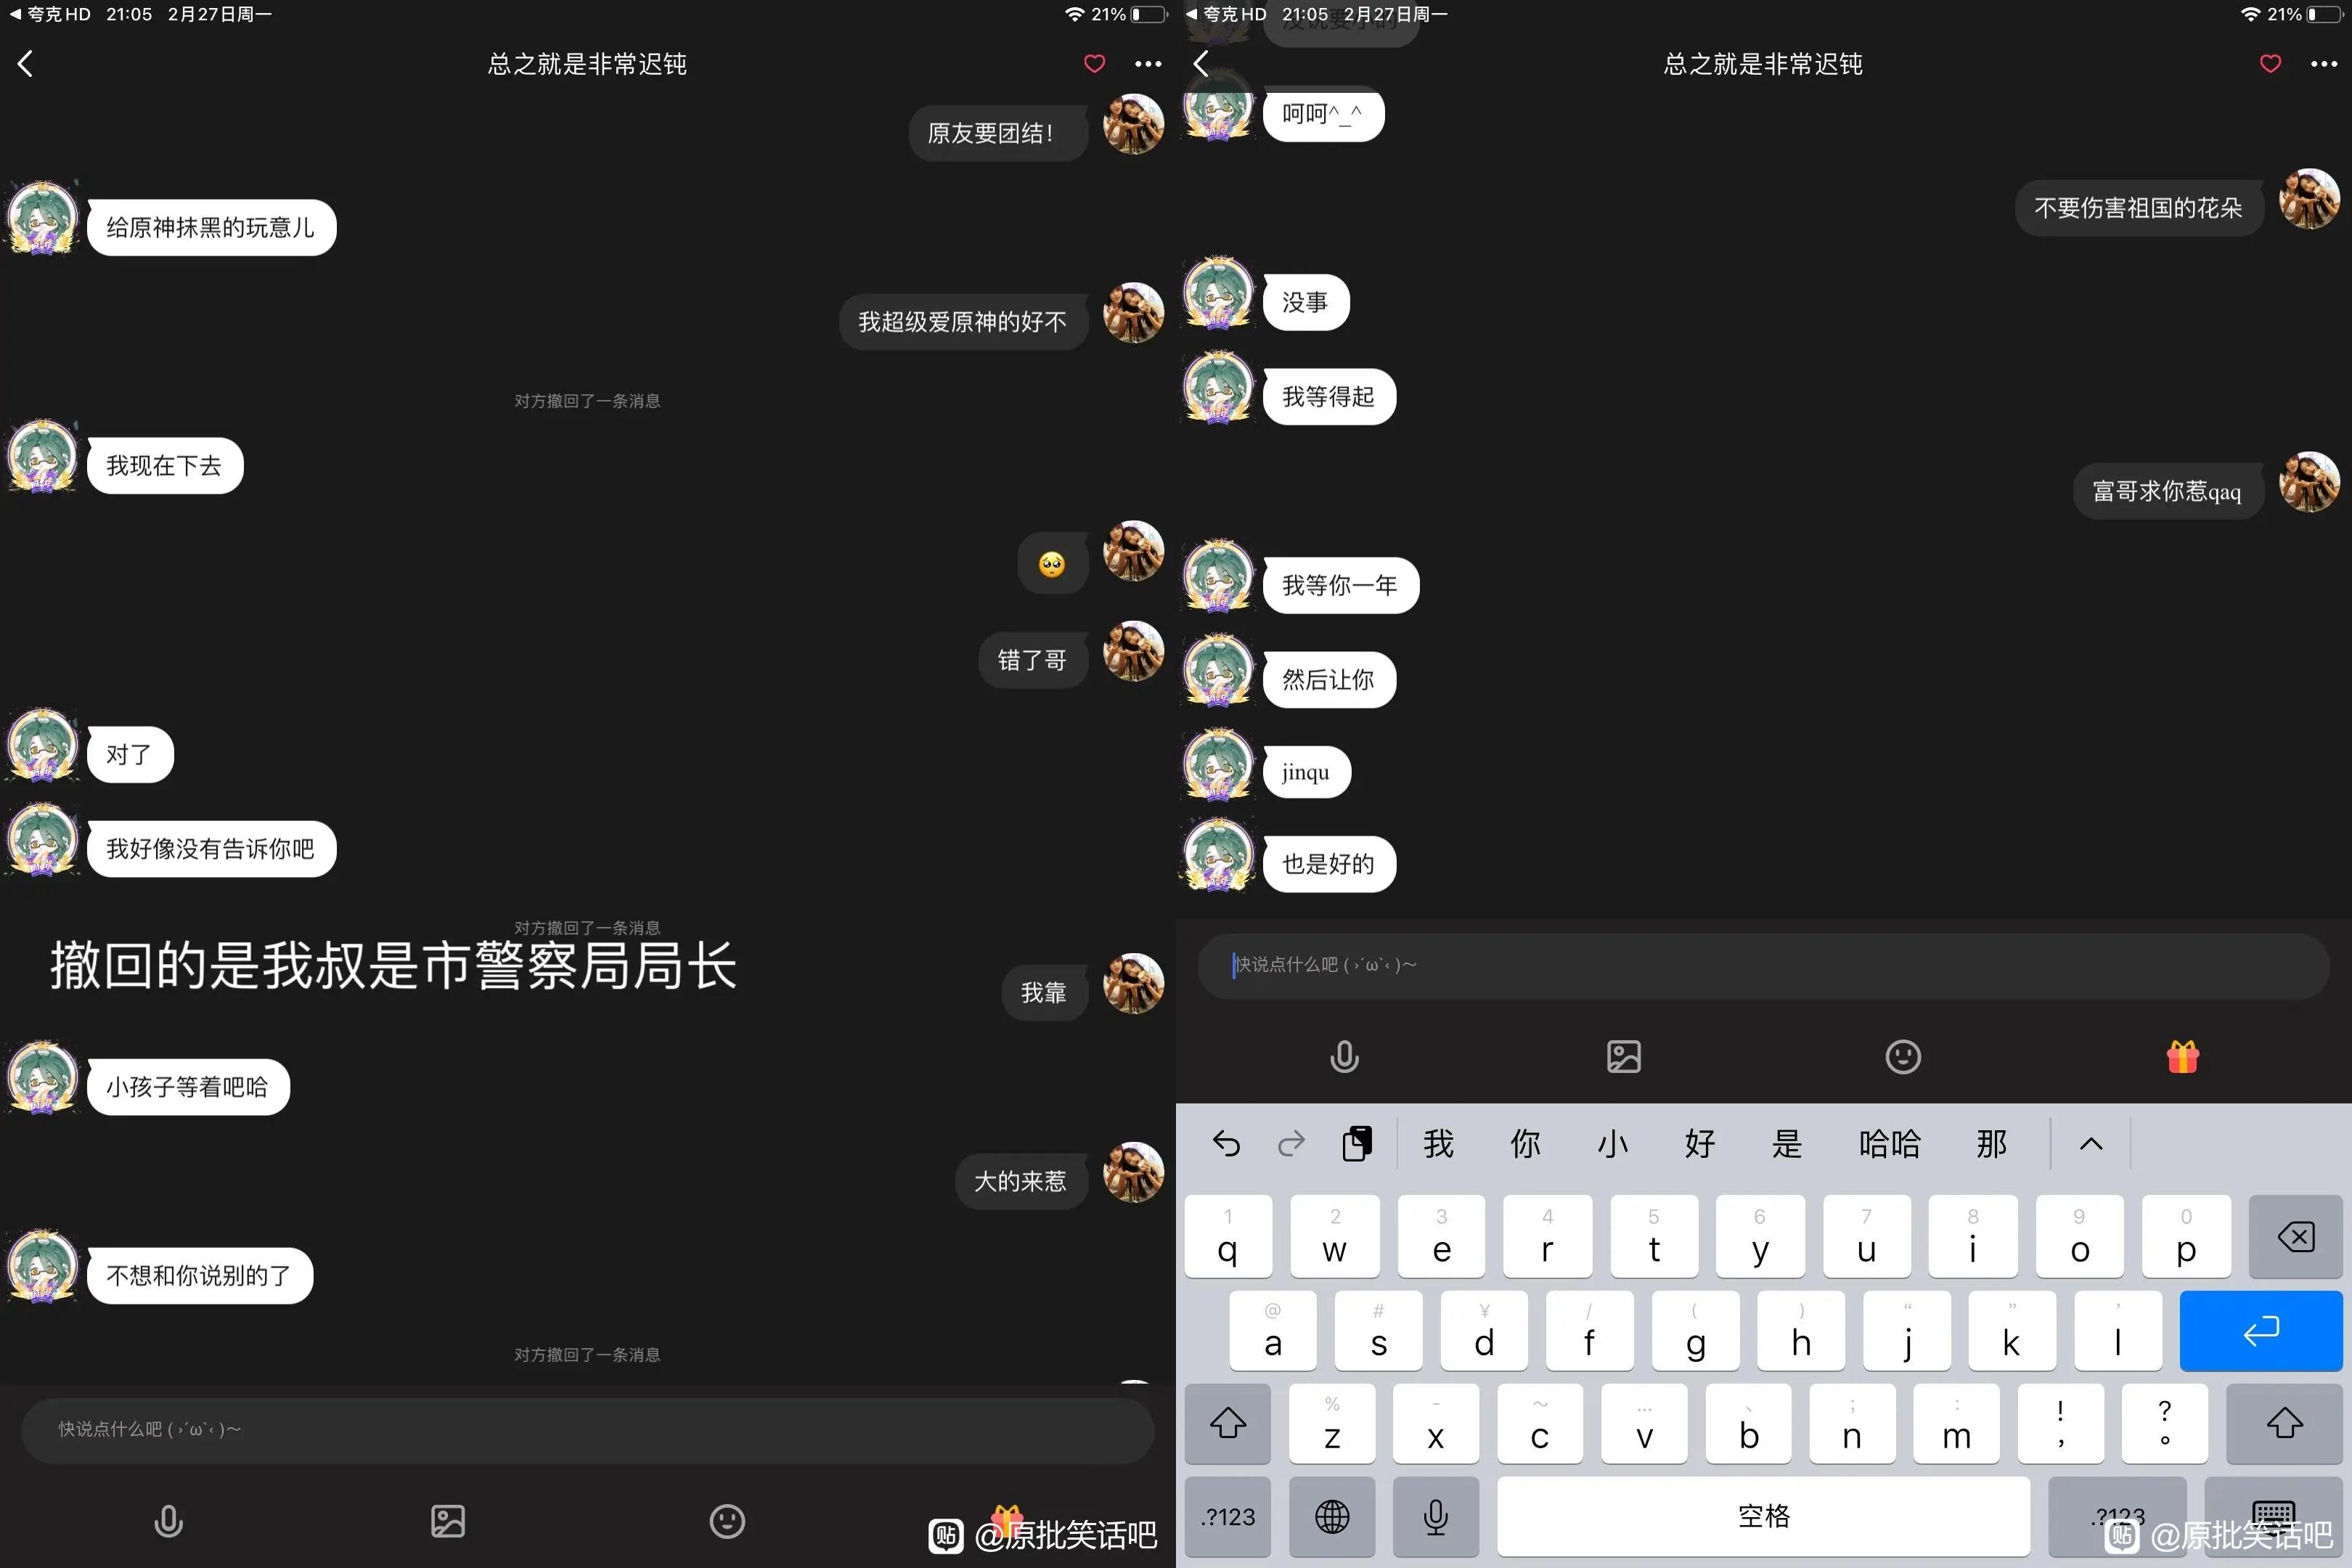 夸克HD 21:05 2月27日周一 21%
总之就是非常迟钝
原友要团结!
给原神抹黑的玩意儿
我超级爱原神的好不
对方撤回了一条消息
我现在下去
🥺
错了哥
对了
我好像没有告诉你吧
对方撤回了一条消息
撤回的是我叔是市警察局局长
我靠
小孩子等着吧哈
大的来惹
不想和你说别的了
对方撤回了一条消息
快说点什么吧 ( ›´ω`‹ )～
贴 @原批笑话吧
夸克HD 21:05 2月27日周一 21%
没说要小的
总之就是非常迟钝
呵呵^_^
不要伤害祖国的花朵
没事
我等得起
富哥求你惹qaq
我等你一年
然后让你
jinqu
也是好的
快说点什么吧 ( ›´ω`‹ )～
我 你 小 好 是 哈哈 那
1 2 3 4 5 6 7 8 9 0
q w e r t y u i o p
@ # ¥ / ( ) “ ” ’
a s d f g h j k l
% - ～ … 、 ; : ! ?
z x c v b n m , 。
.?123 空格 .?123
贴 @原批笑话吧